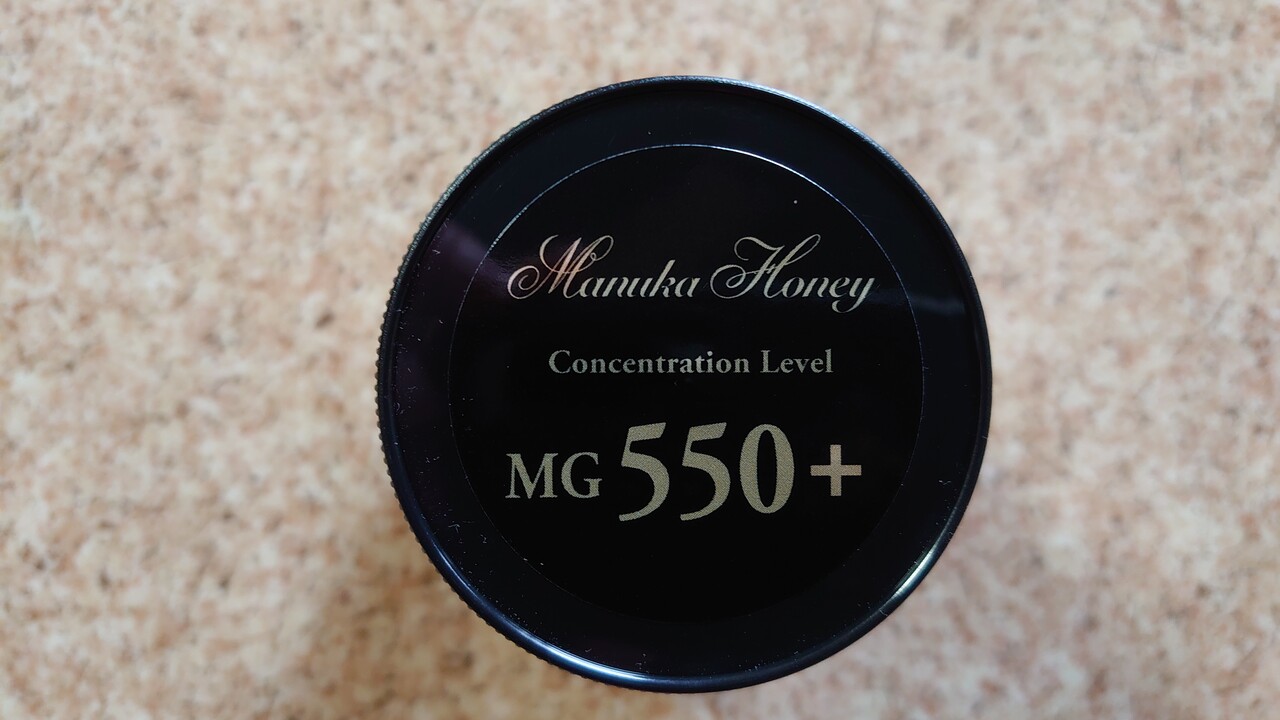 Manuka Honey
Concentration Level
MG 550+